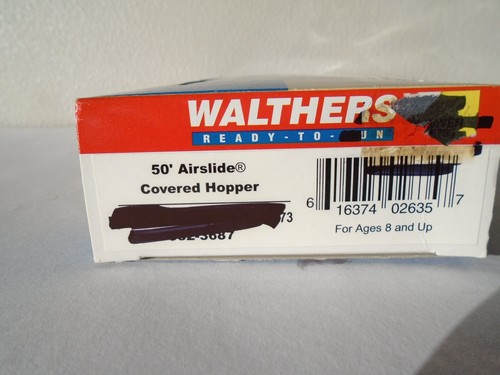 WALTHERS
READY-TO-
50' Airslide®
Covered Hopper
73
6 16374 02635 7
For Ages 8 and Up